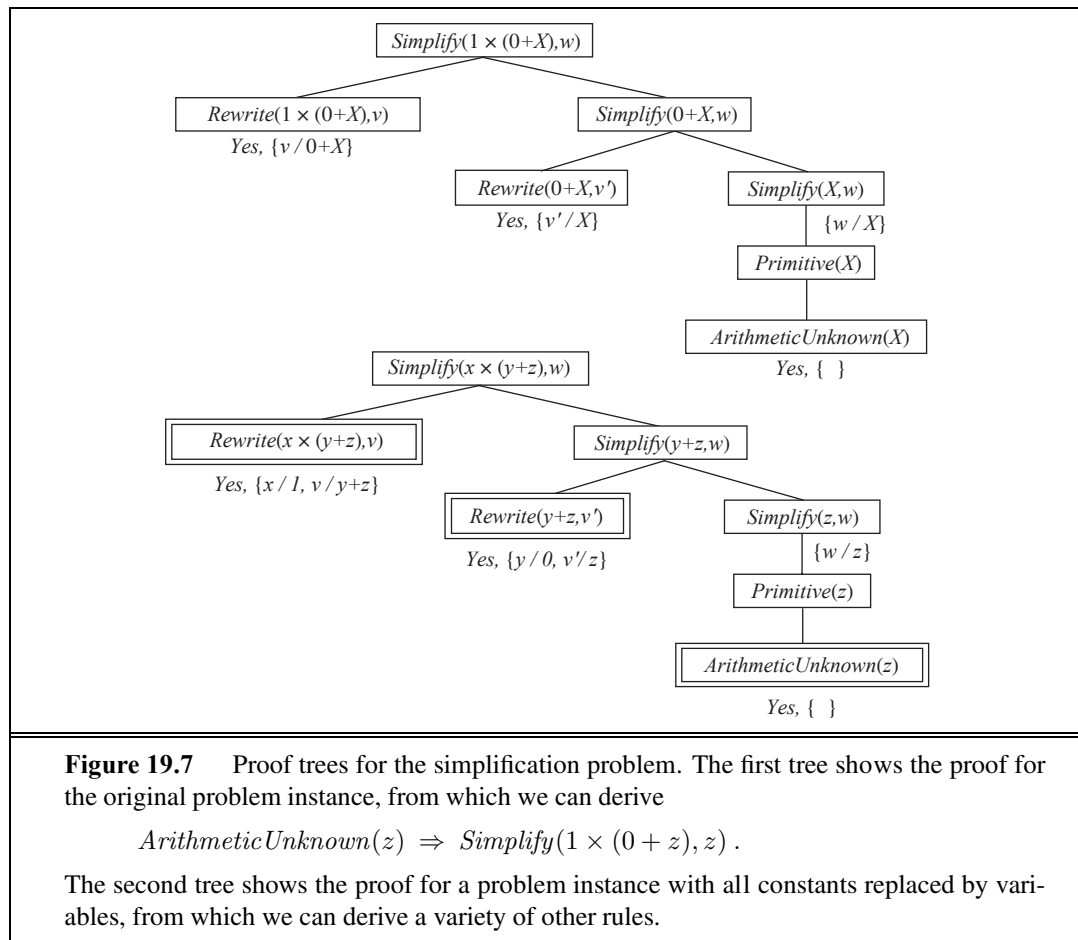 Simplify(1 × (0+X),w)
Rewrite(1 × (0+X),v)
Simplify(0+X,w)
Yes, {v / 0+X}
Rewrite(0+X,v')
Simplify(X,w)
Yes, {v' / X}
{w / X}
Primitive(X)
ArithmeticUnknown(X)
Yes, { }
Simplify(x × (y+z),w)
Rewrite(x × (y+z),v)
Simplify(y+z,w)
Yes, {x / 1, v / y+z}
Rewrite(y+z,v')
Simplify(z,w)
Yes, {y / 0, v'/z}
{w / z}
Primitive(z)
ArithmeticUnknown(z)
Yes, { }
Figure 19.7 Proof trees for the simplification problem. The first tree shows the proof for
the original problem instance, from which we can derive
ArithmeticUnknown(z) ⇒ Simplify(1 × (0 + z), z) .
The second tree shows the proof for a problem instance with all constants replaced by vari-
ables, from which we can derive a variety of other rules.